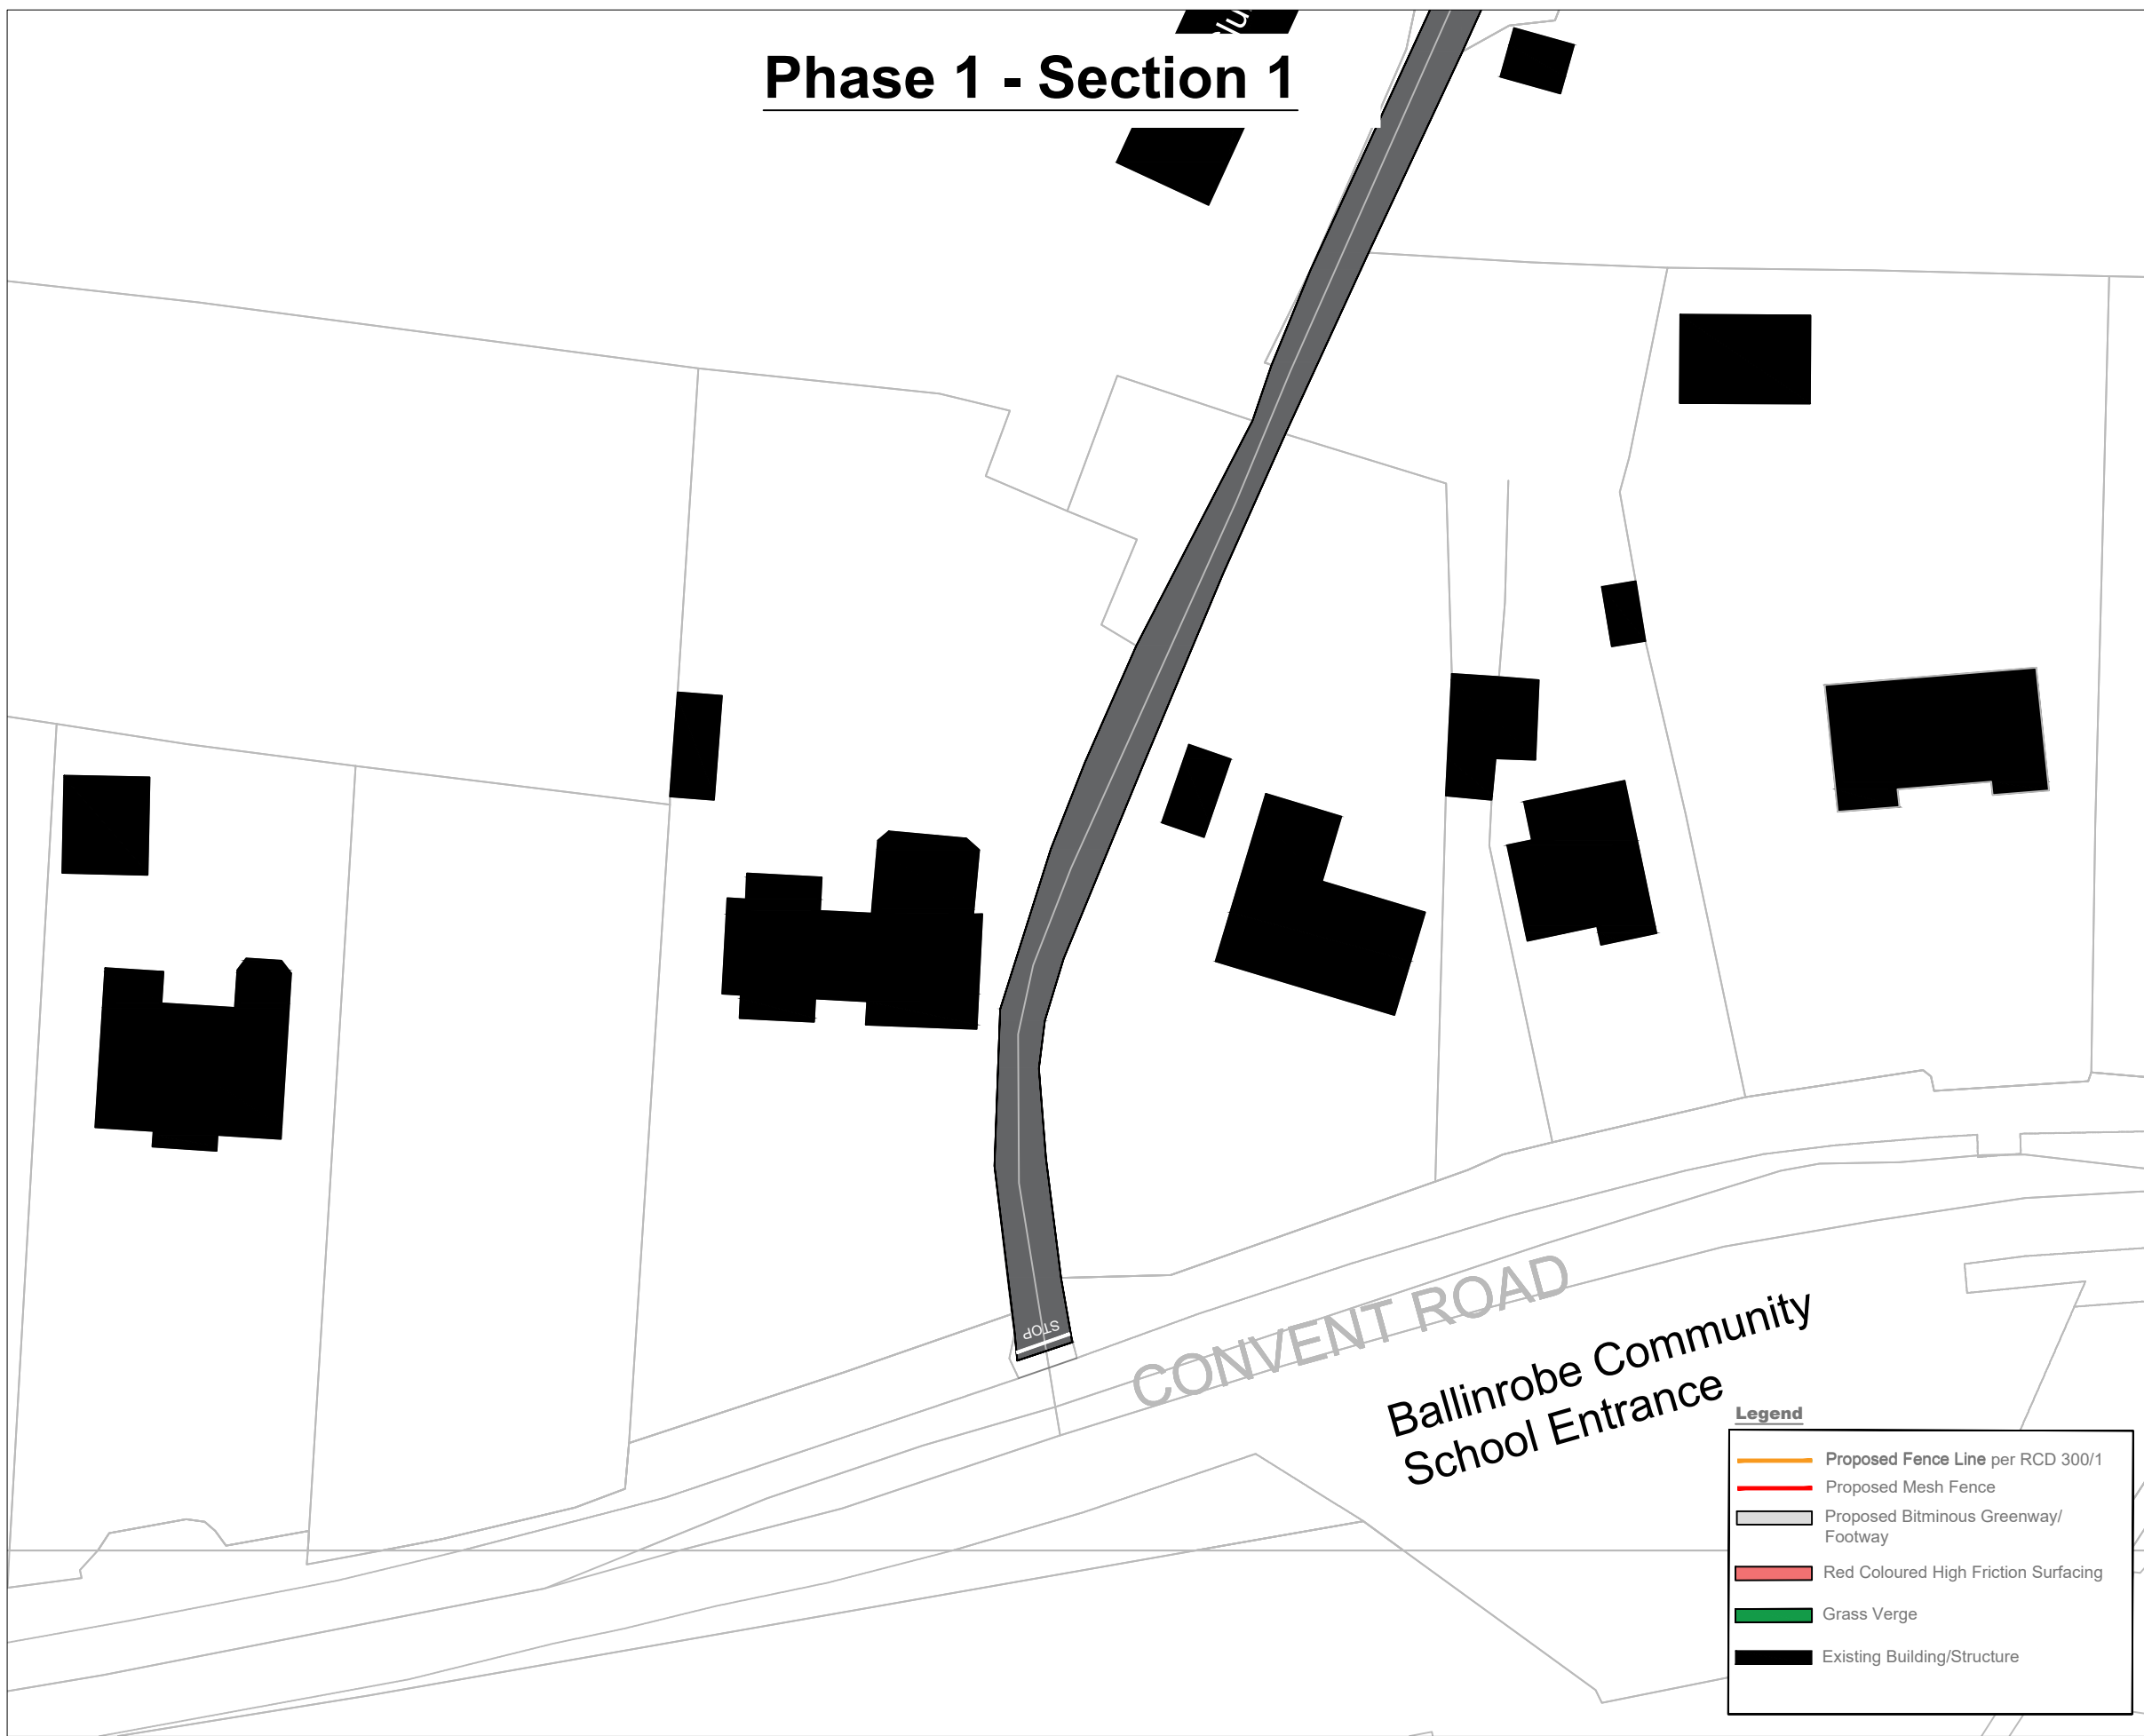 Phase 1 - Section 1
STOP
CONVENT ROAD
Ballinrobe Community
School Entrance
Legend
Proposed Fence Line per RCD 300/1
Proposed Mesh Fence
Proposed Bitminous Greenway/
Footway
Red Coloured High Friction Surfacing
Grass Verge
Existing Building/Structure